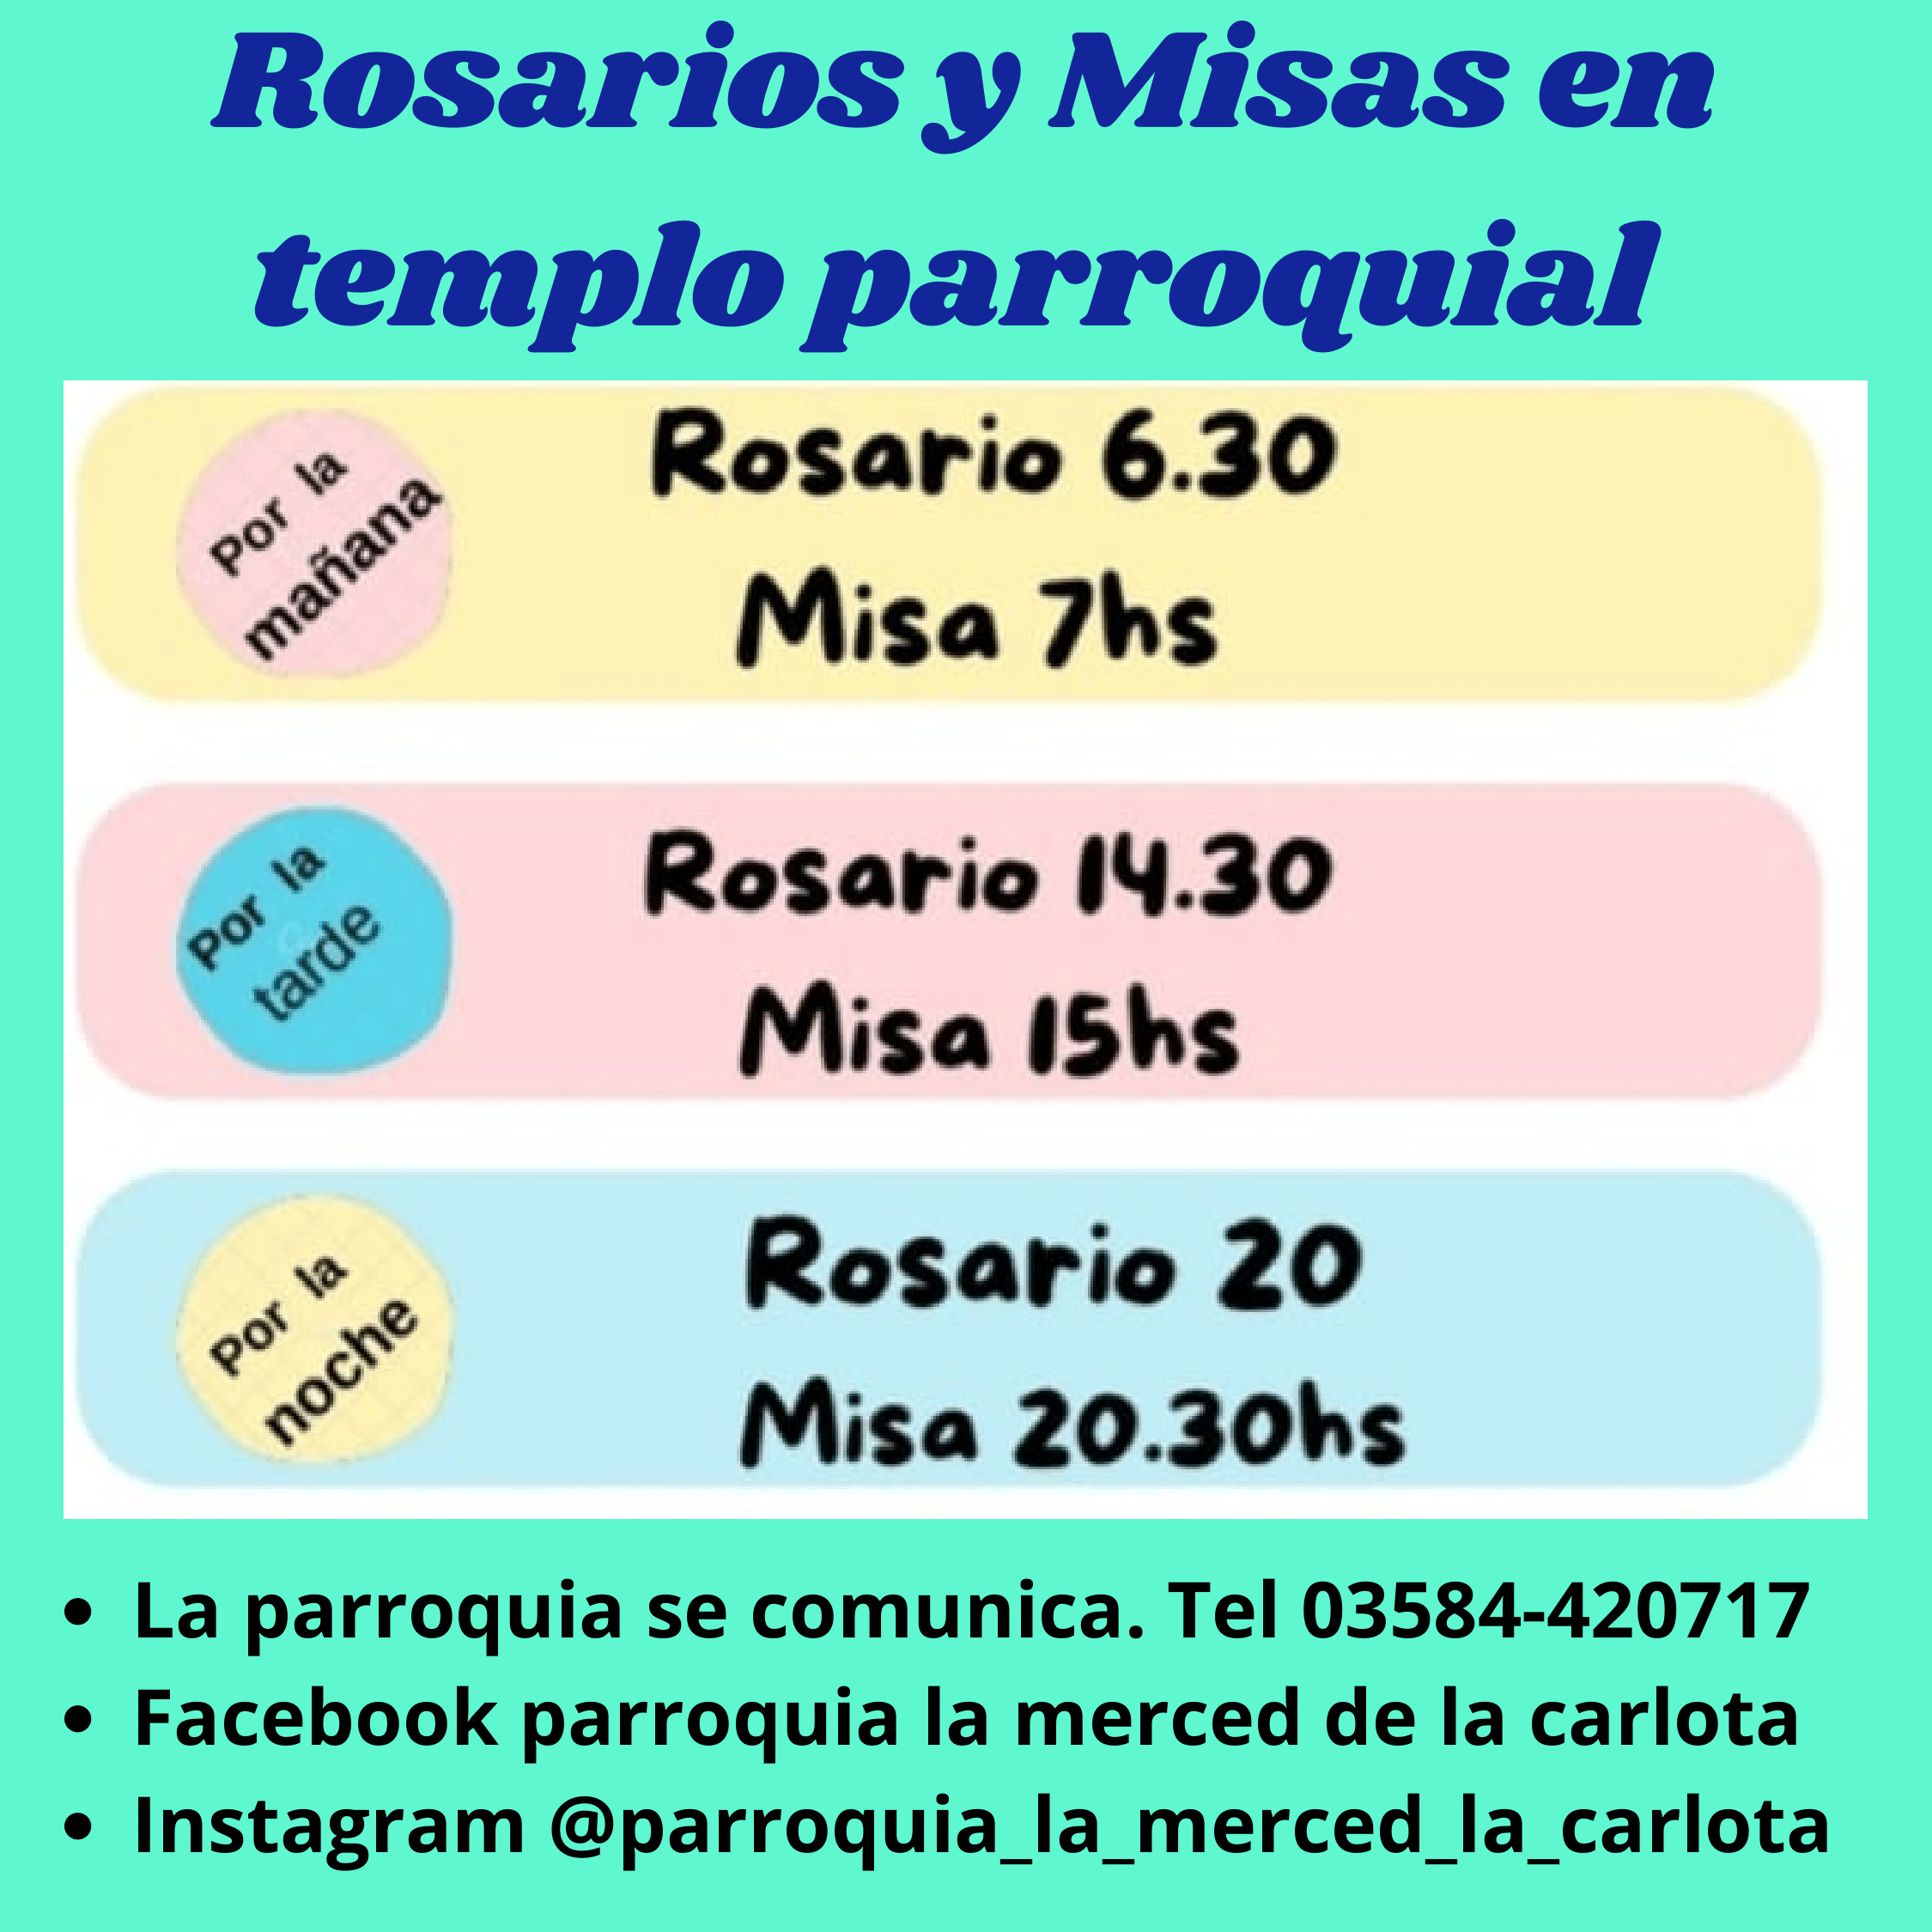 Rosarios y Misas en
templo parroquial
Por la
mañana
Rosario 6.30
Misa 7hs
Por la
tarde
Rosario 14.30
Misa 15hs
Por la
noche
Rosario 20
Misa 20.30hs
• La parroquia se comunica. Tel 03584-420717
• Facebook parroquia la merced de la carlota
• Instagram @parroquia_la_merced_la_carlota